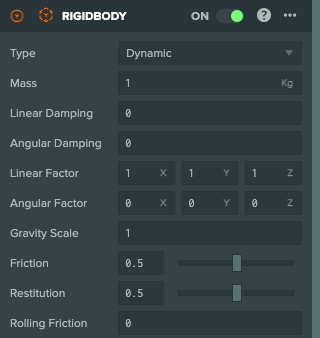 RIGIDBODY ON ? •••
Type Dynamic
Mass 1 Kg
Linear Damping 0
Angular Damping 0
Linear Factor 1 X 1 Y 1 Z
Angular Factor 0 X 0 Y 0 Z
Gravity Scale 1
Friction 0.5
Restitution 0.5
Rolling Friction 0